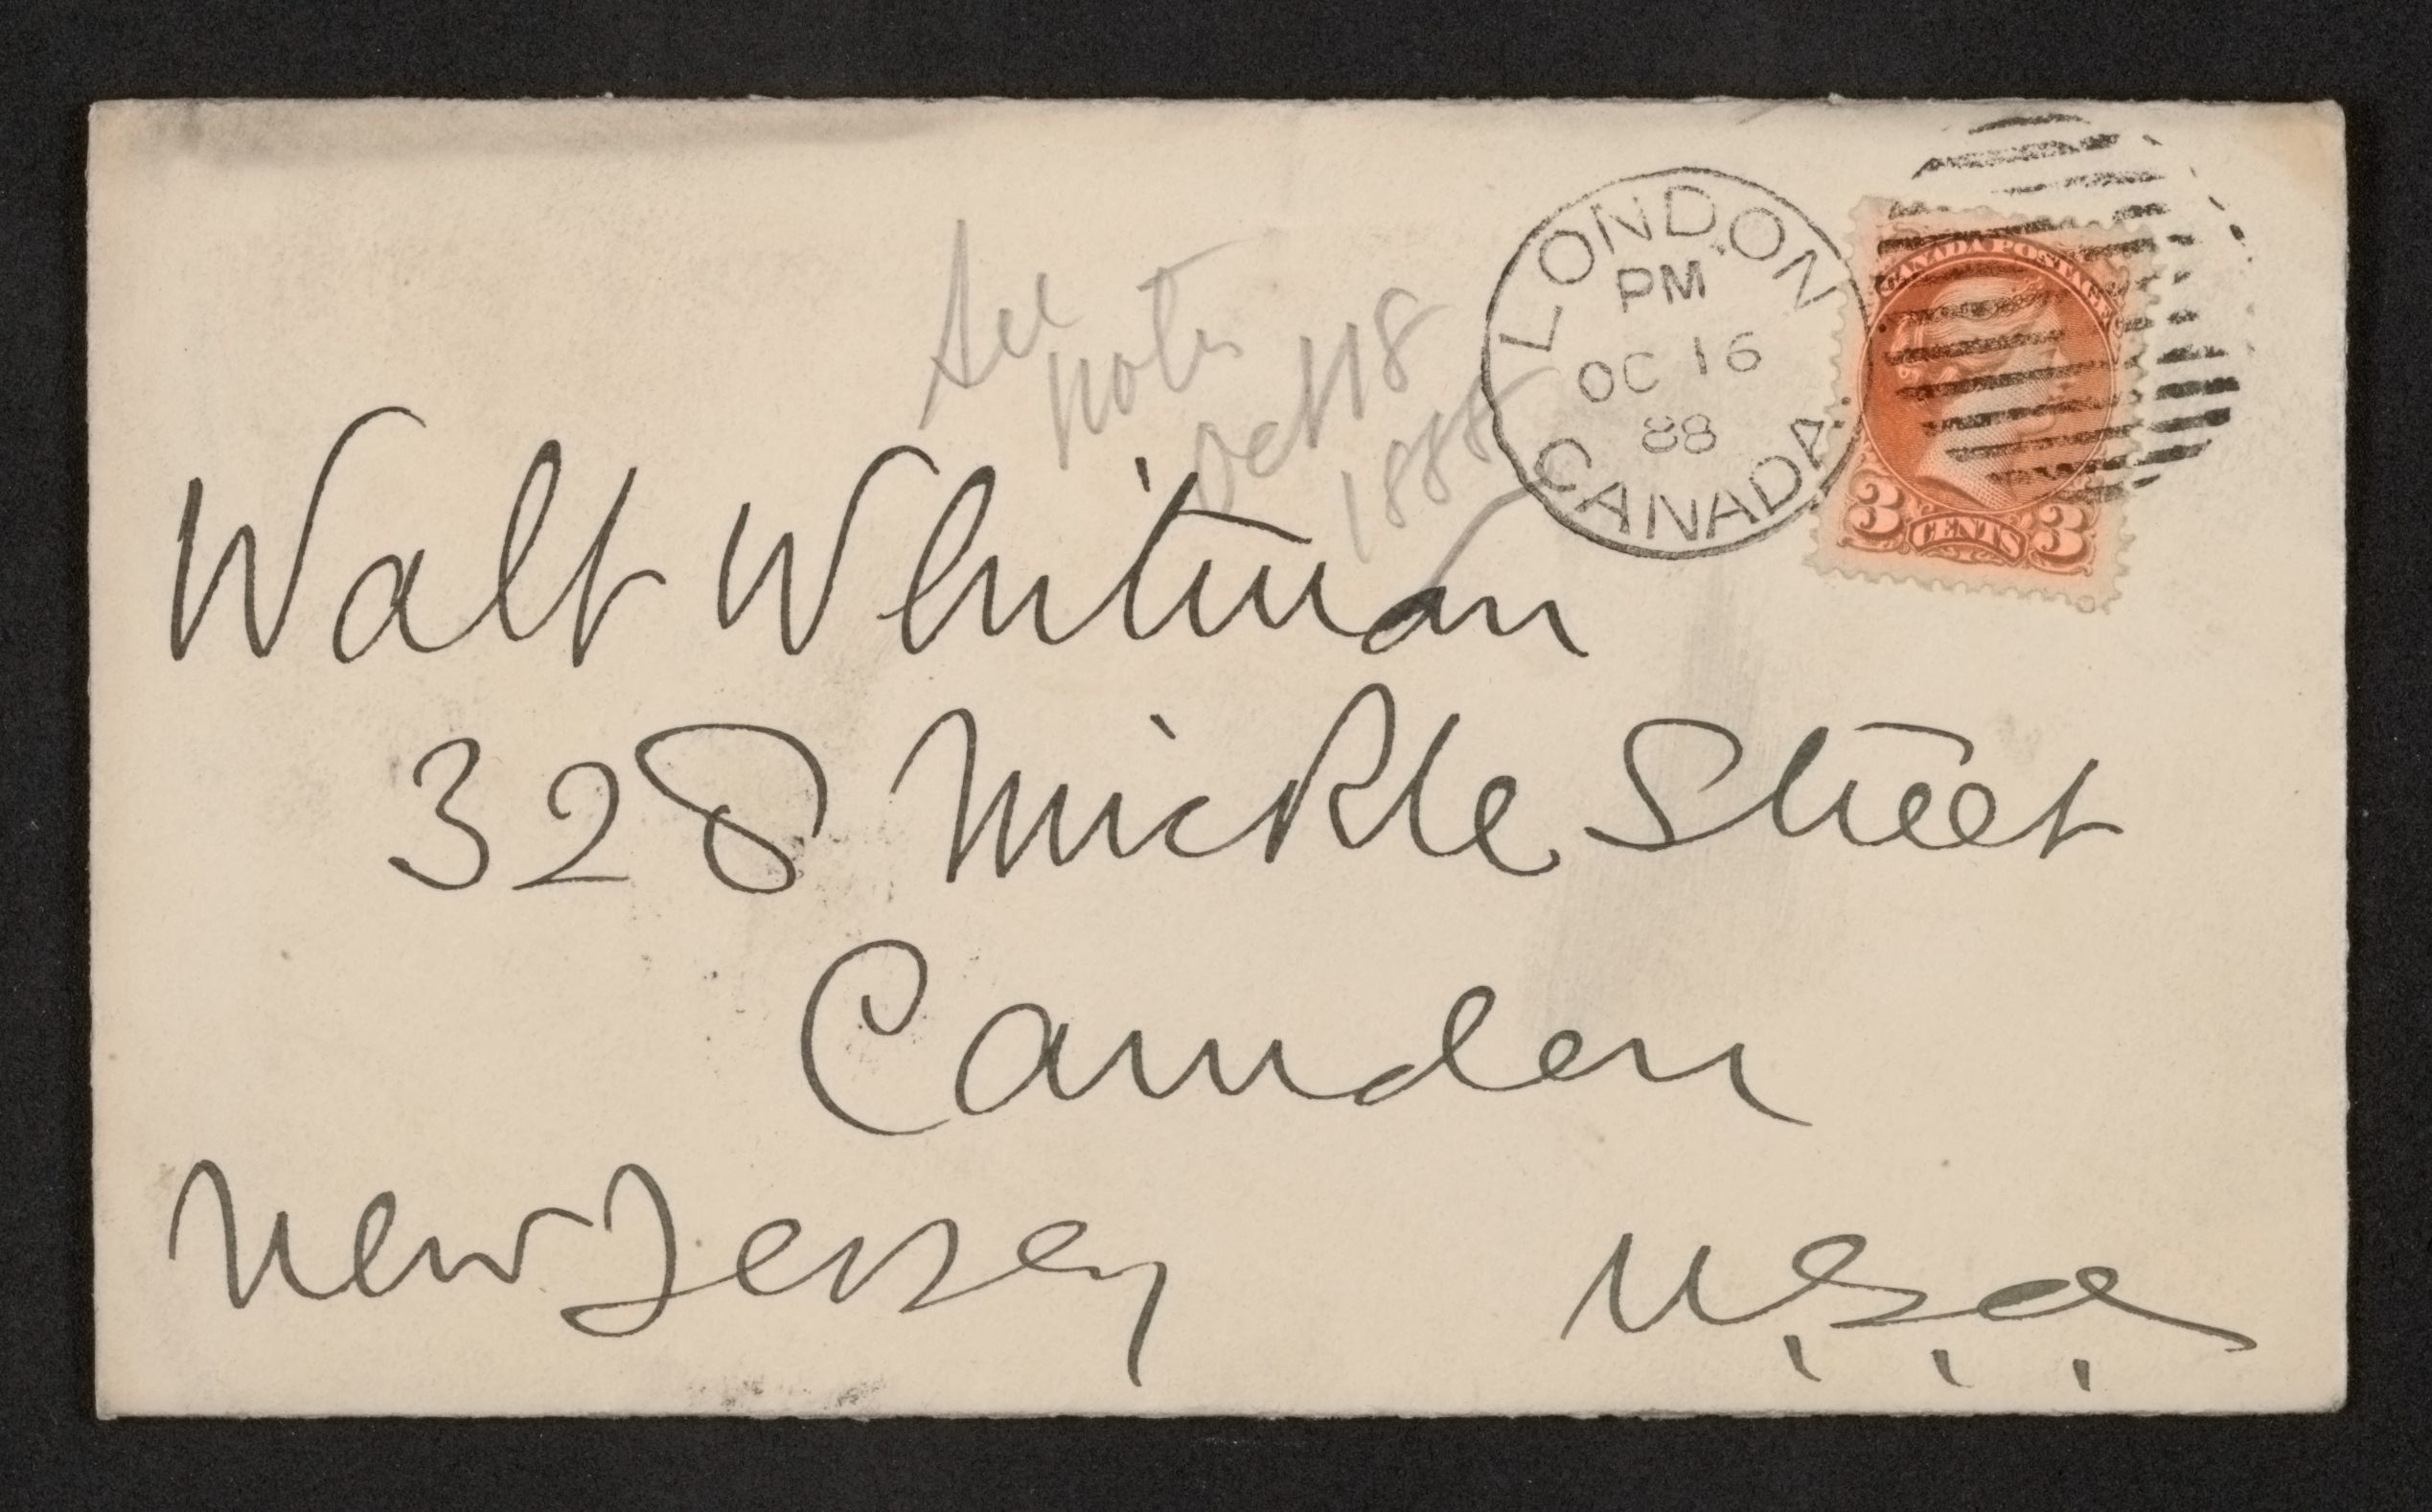 See
notes
Oct 18
1888
LONDON
PM
OC 16
88
CANADA.
CANADA POSTAGE
3 CENTS 3
Walt Whitman
328 Mickle Street
Camden
New Jersey
U.S.A.